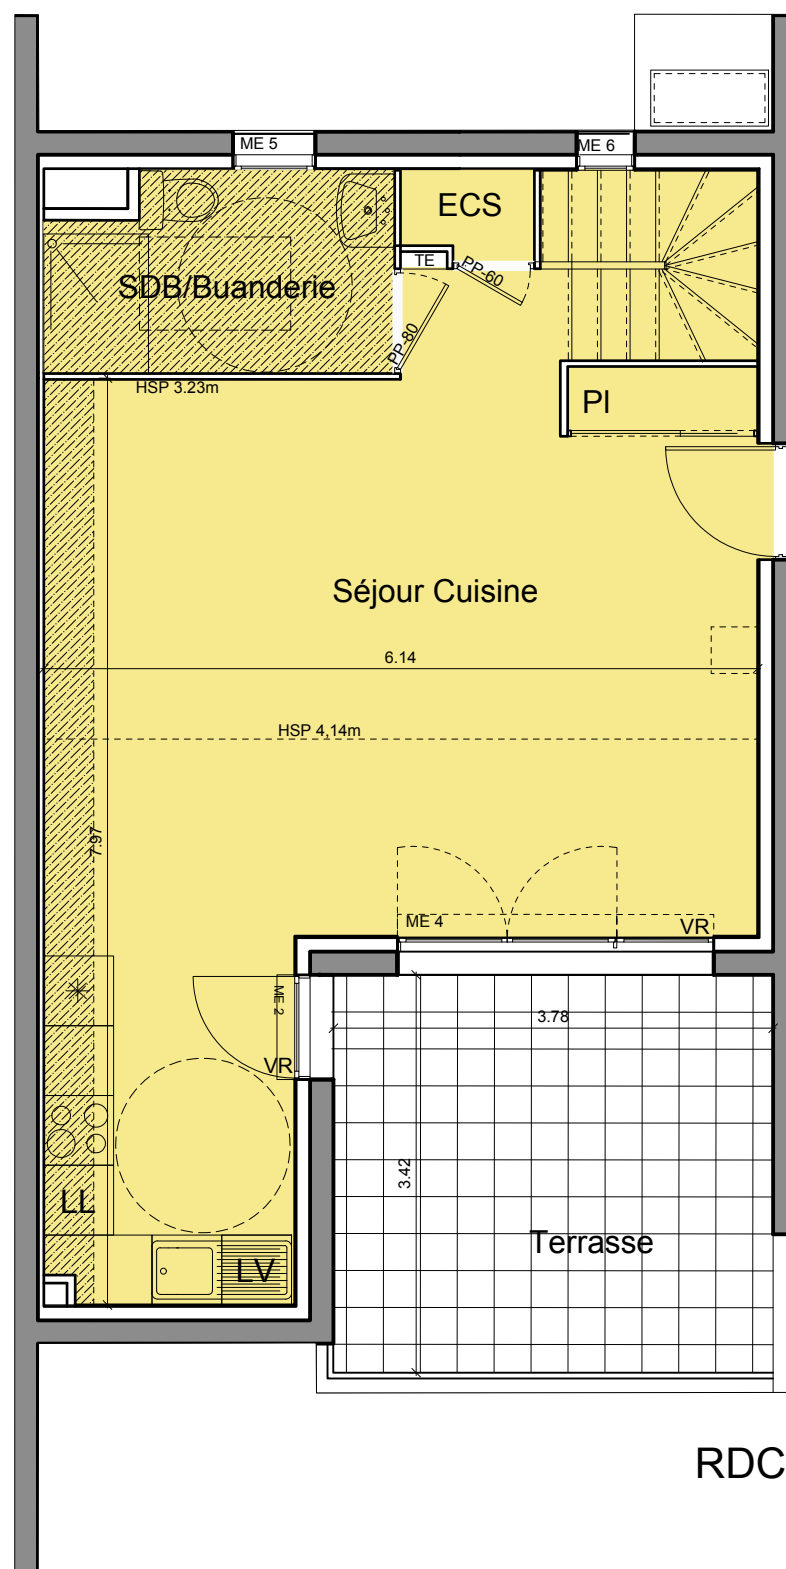 ME 5
ME 6
ECS
TE
PP-60
SDB/Buanderie
PP-80
HSP 3.23m
PI
Séjour Cuisine
6.14
HSP 4,14m
7.97
ME 4
VR
ME 2
3.78
VR
3.42
LL
Terrasse
LV
RDC